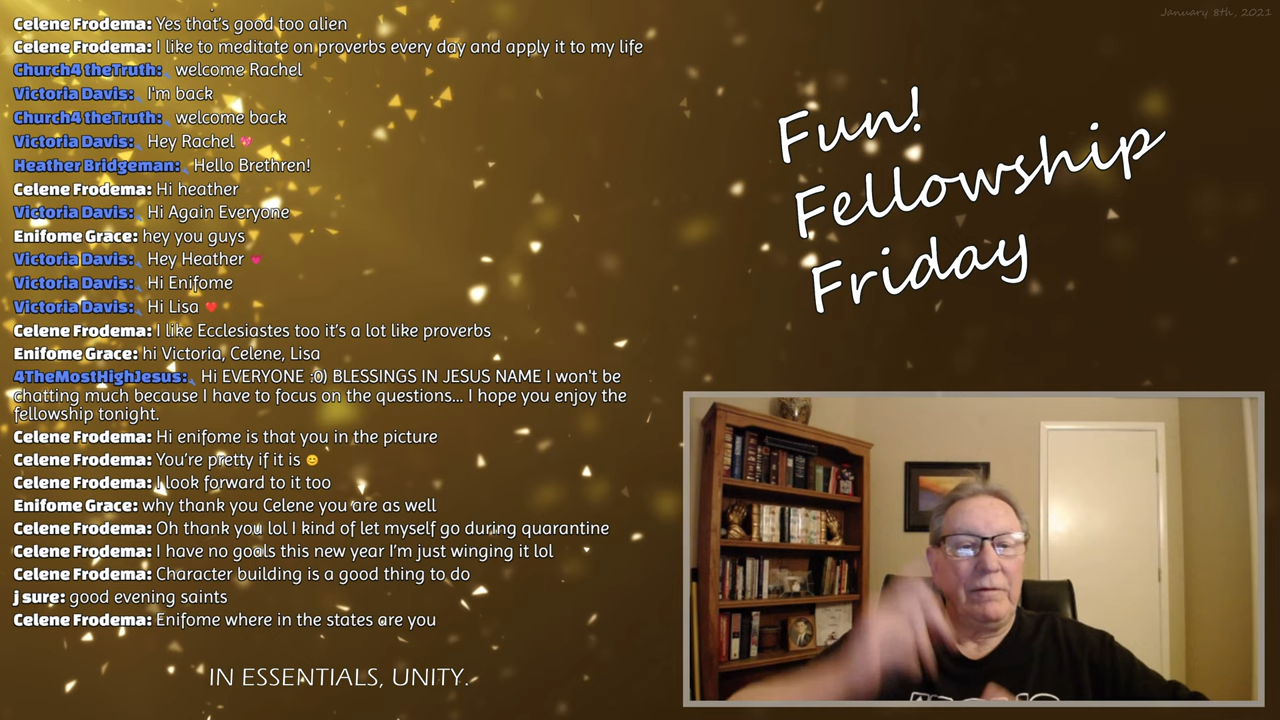 Celene Frodema: Yes that's good too alien
Celene Frodema: I like to meditate on proverbs every day and apply it to my life
Church4 theTruth: welcome Rachel
Victoria Davis: I'm back
Church4 theTruth: welcome back
Victoria Davis: Hey Rachel 💖
Heather Bridgeman: Hello Brethren!
Celene Frodema: Hi heather
Victoria Davis: Hi Again Everyone
Enifome Grace: hey you guys
Victoria Davis: Hey Heather 💗
Victoria Davis: Hi Enifome
Victoria Davis: Hi Lisa ❤️
Celene Frodema: I like Ecclesiastes too it's a lot like proverbs
Enifome Grace: hi Victoria, Celene, Lisa
4TheMostHighJesus: Hi EVERYONE :0) BLESSINGS IN JESUS NAME I won't be
chatting much because I have to focus on the questions... I hope you enjoy the
fellowship tonight.
Celene Frodema: Hi enifome is that you in the picture
Celene Frodema: You're pretty if it is 😊
Celene Frodema: I look forward to it too
Enifome Grace: why thank you Celene you are as well
Celene Frodema: Oh thank you lol I kind of let myself go during quarantine
Celene Frodema: I have no goals this new year I'm just winging it lol
Celene Frodema: Character building is a good thing to do
j sure: good evening saints
Celene Frodema: Enifome where in the states are you
IN ESSENTIALS, UNITY.
January 8th, 2021
Fun!
Fellowship
Friday